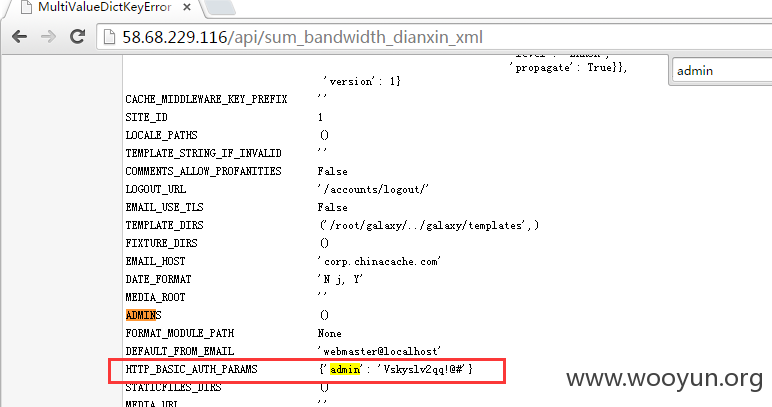 MultiValueDictKeyError
58.68.229.116/api/sum_bandwidth_dianxin_xml
admin
'propagate': True}},
'version': 1}
CACHE_MIDDLEWARE_KEY_PREFIX ''
SITE_ID 1
LOCALE_PATHS ()
TEMPLATE_STRING_IF_INVALID ''
COMMENTS_ALLOW_PROFANITIES False
LOGOUT_URL '/accounts/logout/'
EMAIL_USE_TLS False
TEMPLATE_DIRS ('/root/galaxy/../galaxy/templates',)
FIXTURE_DIRS ()
EMAIL_HOST 'corp.chinacache.com'
DATE_FORMAT 'N j, Y'
MEDIA_ROOT ''
ADMINS ()
FORMAT_MODULE_PATH None
DEFAULT_FROM_EMAIL 'webmaster@localhost'
HTTP_BASIC_AUTH_PARAMS {'admin': 'Vskyslv2qq!@#'}
STATICFILES_DIRS ()
MEDIA_URL ''
www.wooyun.org